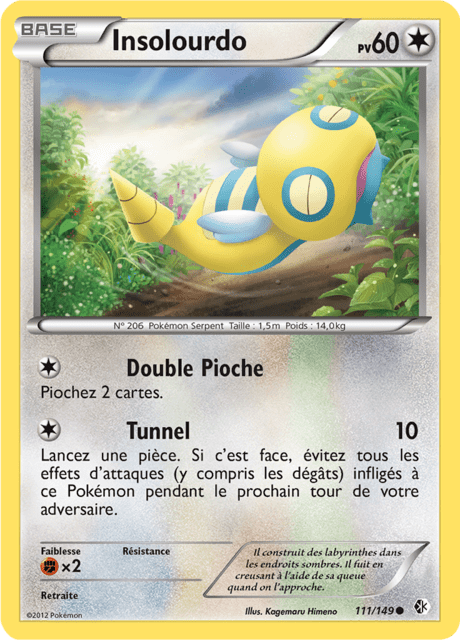 BASE
Insolourdo
PV60
N° 206 Pokémon Serpent Taille : 1,5m Poids : 14,0kg
Double Pioche
Piochez 2 cartes.
Tunnel 10
Lancez une pièce. Si c'est face, évitez tous les
effets d'attaques (y compris les dégâts) infligés à
ce Pokémon pendant le prochain tour de votre
adversaire.
Faiblesse Résistance
×2
Retraite
Il construit des labyrinthes dans
les endroits sombres. Il fuit en
creusant à l'aide de sa queue
quand on l'approche.
©2012 Pokémon
Illus. Kagemaru Himeno
111/149